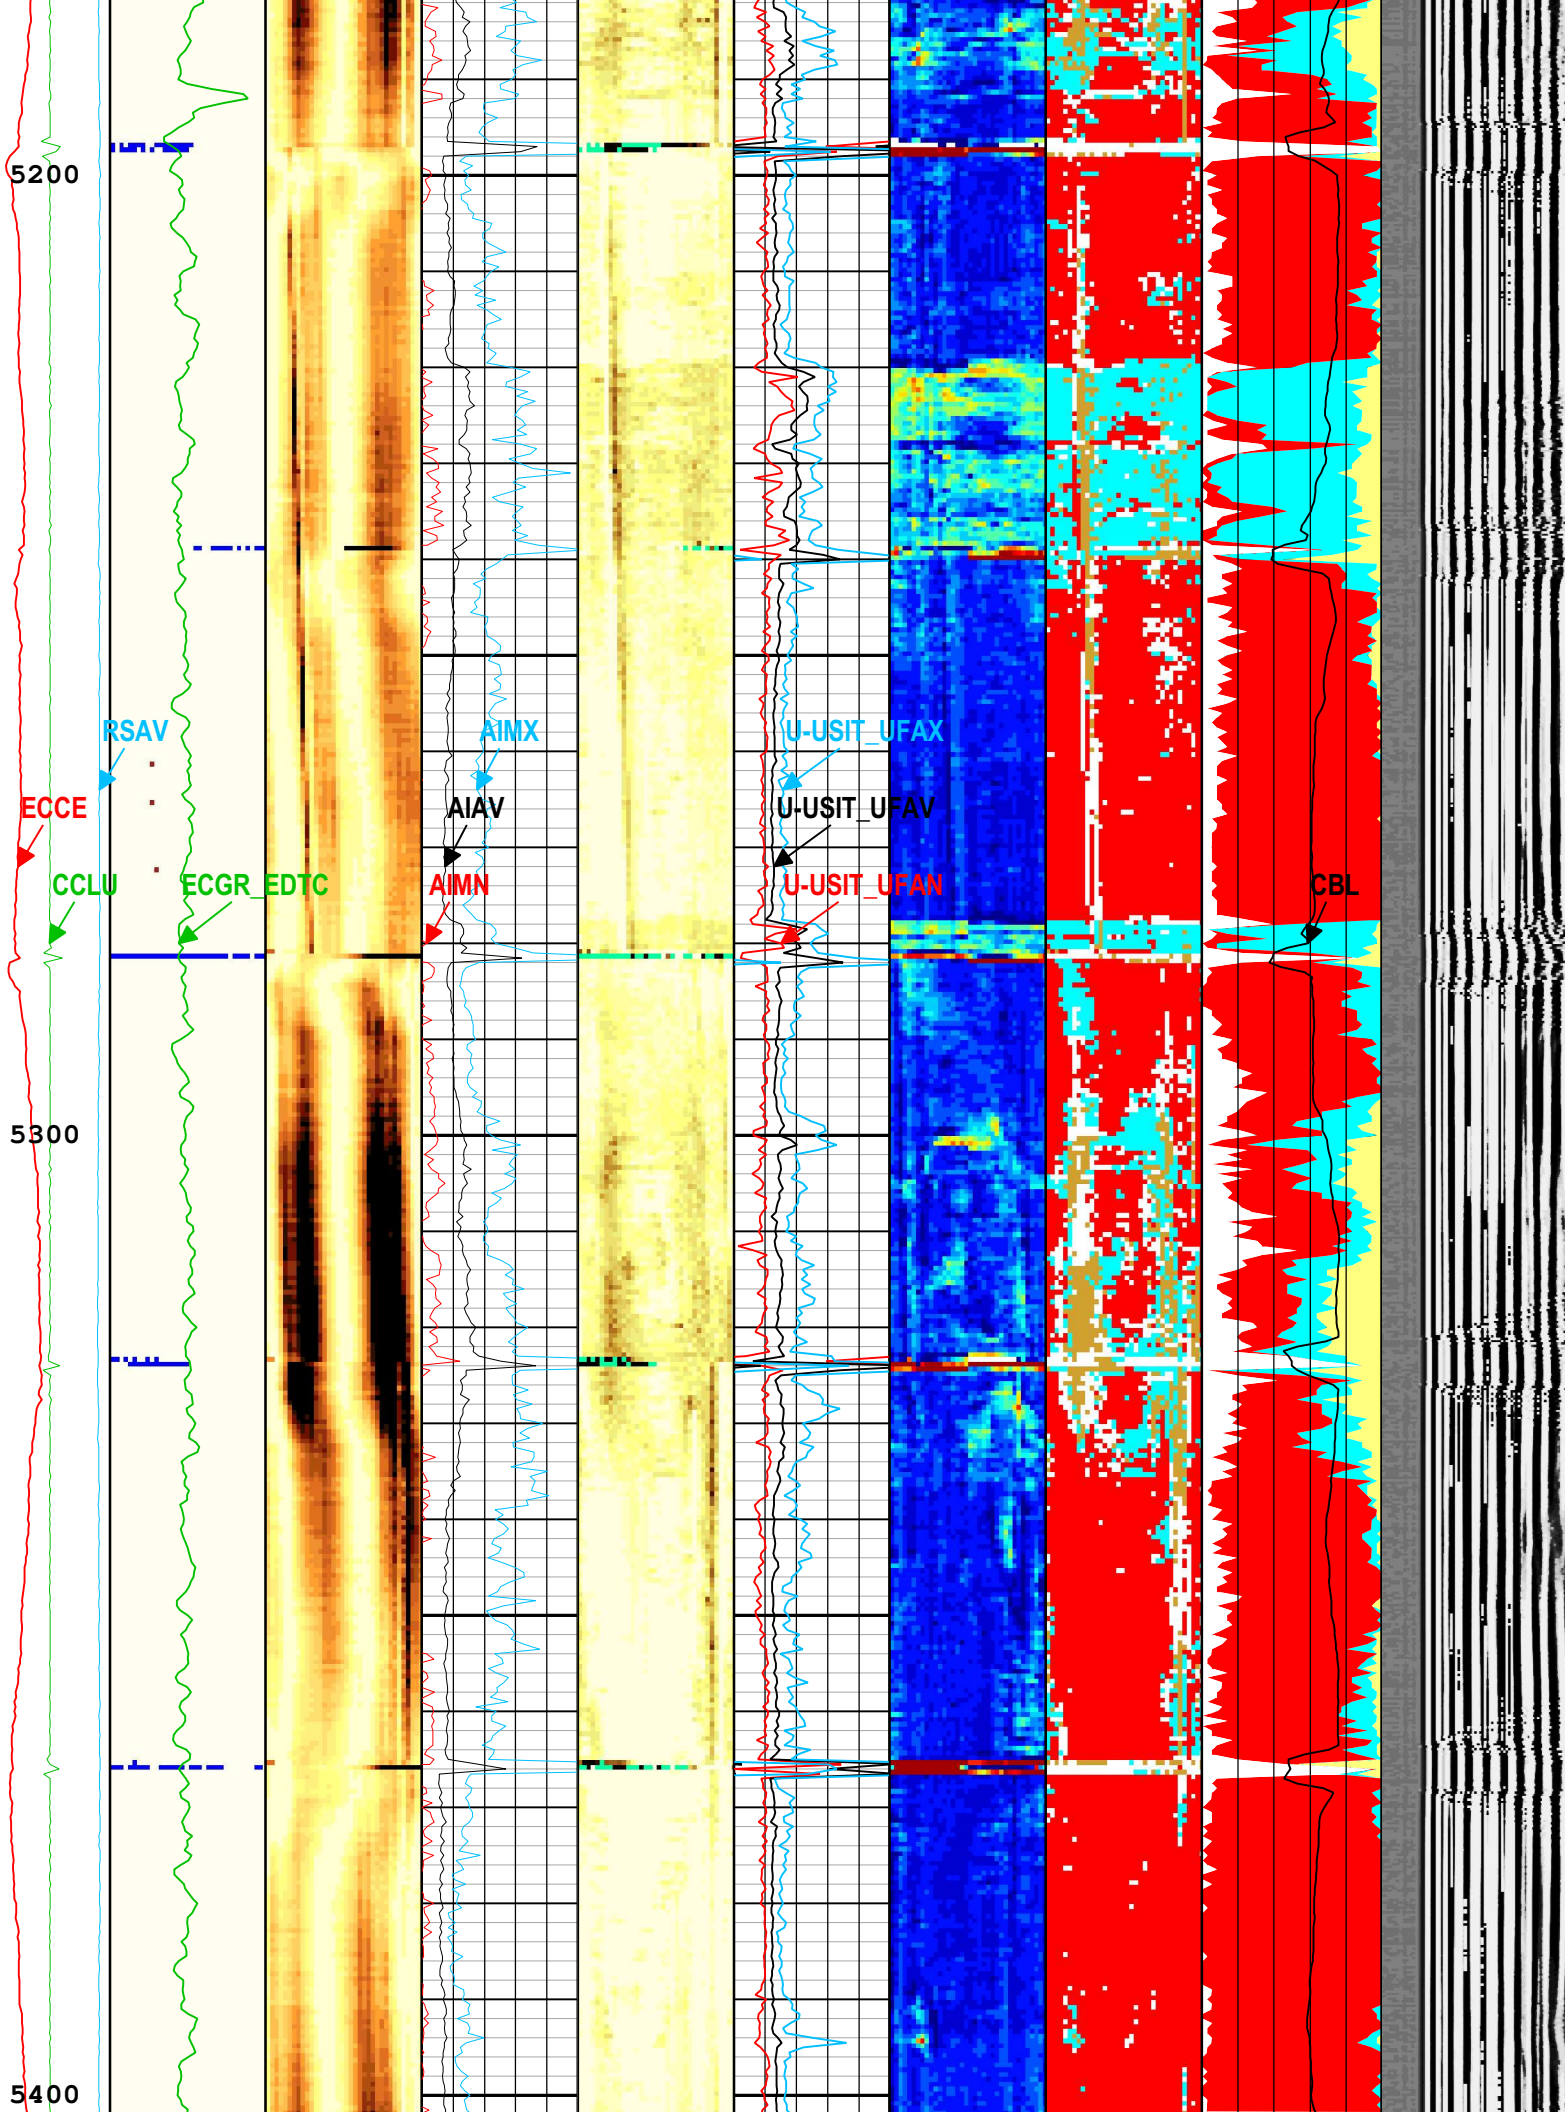 5200
RSAV
AIMX
U-USIT_UFAX
ECCE
AIAV
U-USIT_UFAV
CCLU
ECGR_EDTC
AIMN
U-USIT_UFAN
CBL
5300
5400